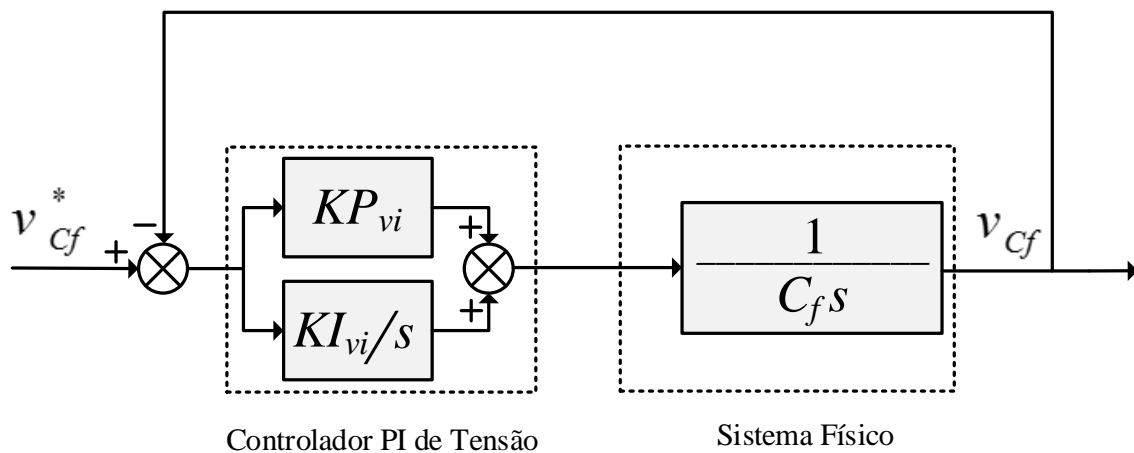 −
v*Cf
+
KPvi
+
KIvi/s
+
1
Cf s
vCf
Controlador PI de Tensão
Sistema Físico